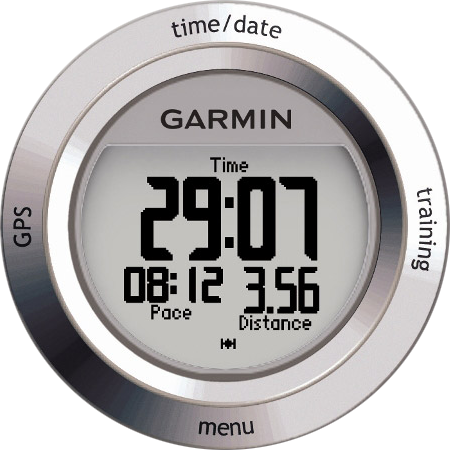 time/date
GARMIN
Time
29:07
08:12 3.56
Pace Distance
GPS
training
menu